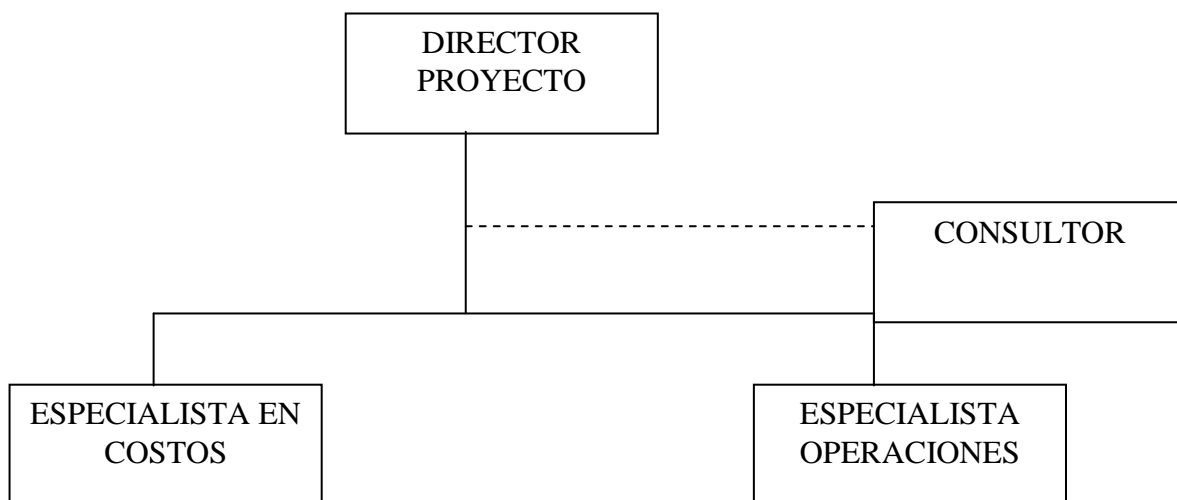 DIRECTOR
PROYECTO
CONSULTOR
ESPECIALISTA EN
COSTOS
ESPECIALISTA
OPERACIONES